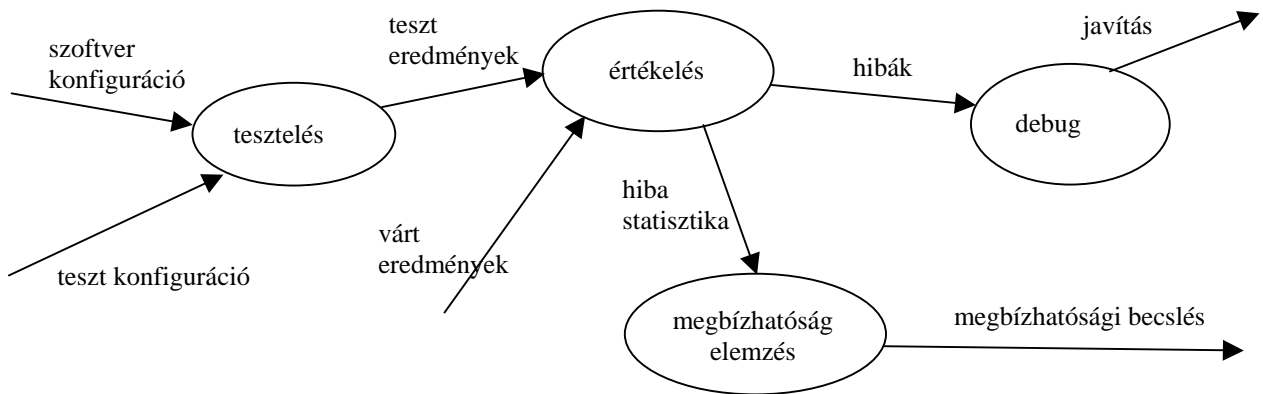 szoftver
konfiguráció
teszt
eredmények
értékelés
hibák
javítás
tesztelés
debug
teszt konfiguráció
várt
eredmények
hiba
statisztika
megbízhatóság
elemzés
megbízhatósági becslés